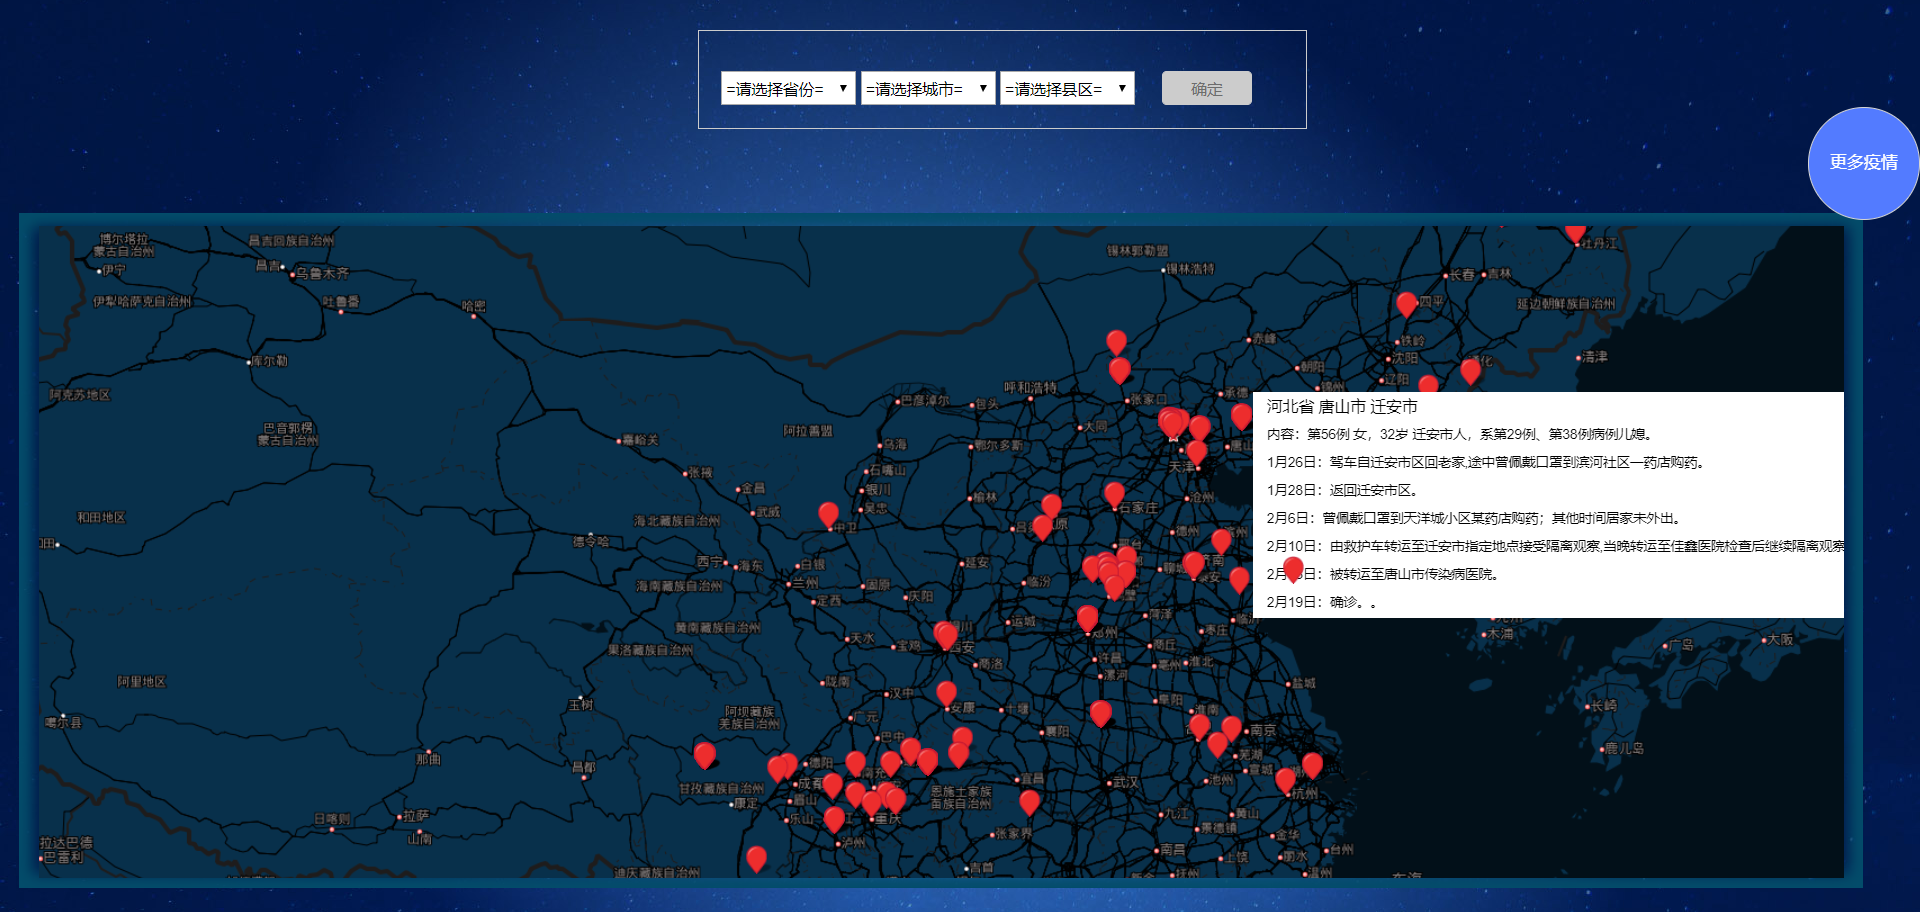 =请选择省份=
=请选择城市=
=请选择县区=
确定
更多疫情
博尔塔拉
蒙古自治州
昌吉回族自治州
锡林郭勒盟
牡丹江
伊宁
昌吉
乌鲁木齐
锡林浩特
长春
吉林
伊犁哈萨克自治州
吐鲁番
哈密
四平
延边朝鲜族自治州
赤峰
铁岭
库尔勒
沈阳
清津
朝阳
辽阳
锦州
阿克苏地区
呼和浩特
承德
巴彦淖尔
包头
张家口
巴音郭楞
蒙古自治州
阿拉善盟
大同
嘉峪关
乌海
鄂尔多斯
唐山
张掖
石嘴山
天津
金昌
银川
榆林
沧州
武威
吴忠
石家庄
和田地区
海北藏族自治州
中卫
德州
德令哈
西宁
海东
白银
延安
聊城
济南
泰安
海南藏族自治州
兰州
固原
临汾
定西
庆阳
菏泽
黄南藏族自治州
天水
宝鸡
运城
郑州
枣庄
临沂
果洛藏族自治州
西安
商洛
许昌
商丘
亳州
淮北
阿里地区
陇南
汉中
漯河
盐城
玉树
阿坝藏族
羌族自治州
广元
安康
十堰
阜阳
淮南
噶尔县
巴中
襄阳
南京
那曲
昌都
德阳
南充
芜湖
宣城
甘孜藏族自治州
成都
宜昌
武汉
池州
康定
眉山
恩施土家族
苗族自治州
杭州
日喀则
拉萨
乐山
重庆
九江
黄山
山南
泸州
张家界
景德镇
金华
拉达巴德
巴雷利
南昌
上饶
丽水
台州
迪庆藏族自治州
吉首
抚州
温州
东海
木浦
广岛
大阪
长崎
鹿儿岛
河北省 唐山市 迁安市
内容：第56例 女，32岁 迁安市人，系第29例、第38例病例儿媳。
1月26日：驾车自迁安市区回老家,途中曾佩戴口罩到滨河社区一药店购药。
1月28日：返回迁安市区。
2月6日：曾佩戴口罩到天洋城小区某药店购药；其他时间居家未外出。
2月10日：由救护车转运至迁安市指定地点接受隔离观察,当晚转运至佳鑫医院检查后继续隔离观察
日：被转运至唐山市传染病医院。
2月19日：确诊。。